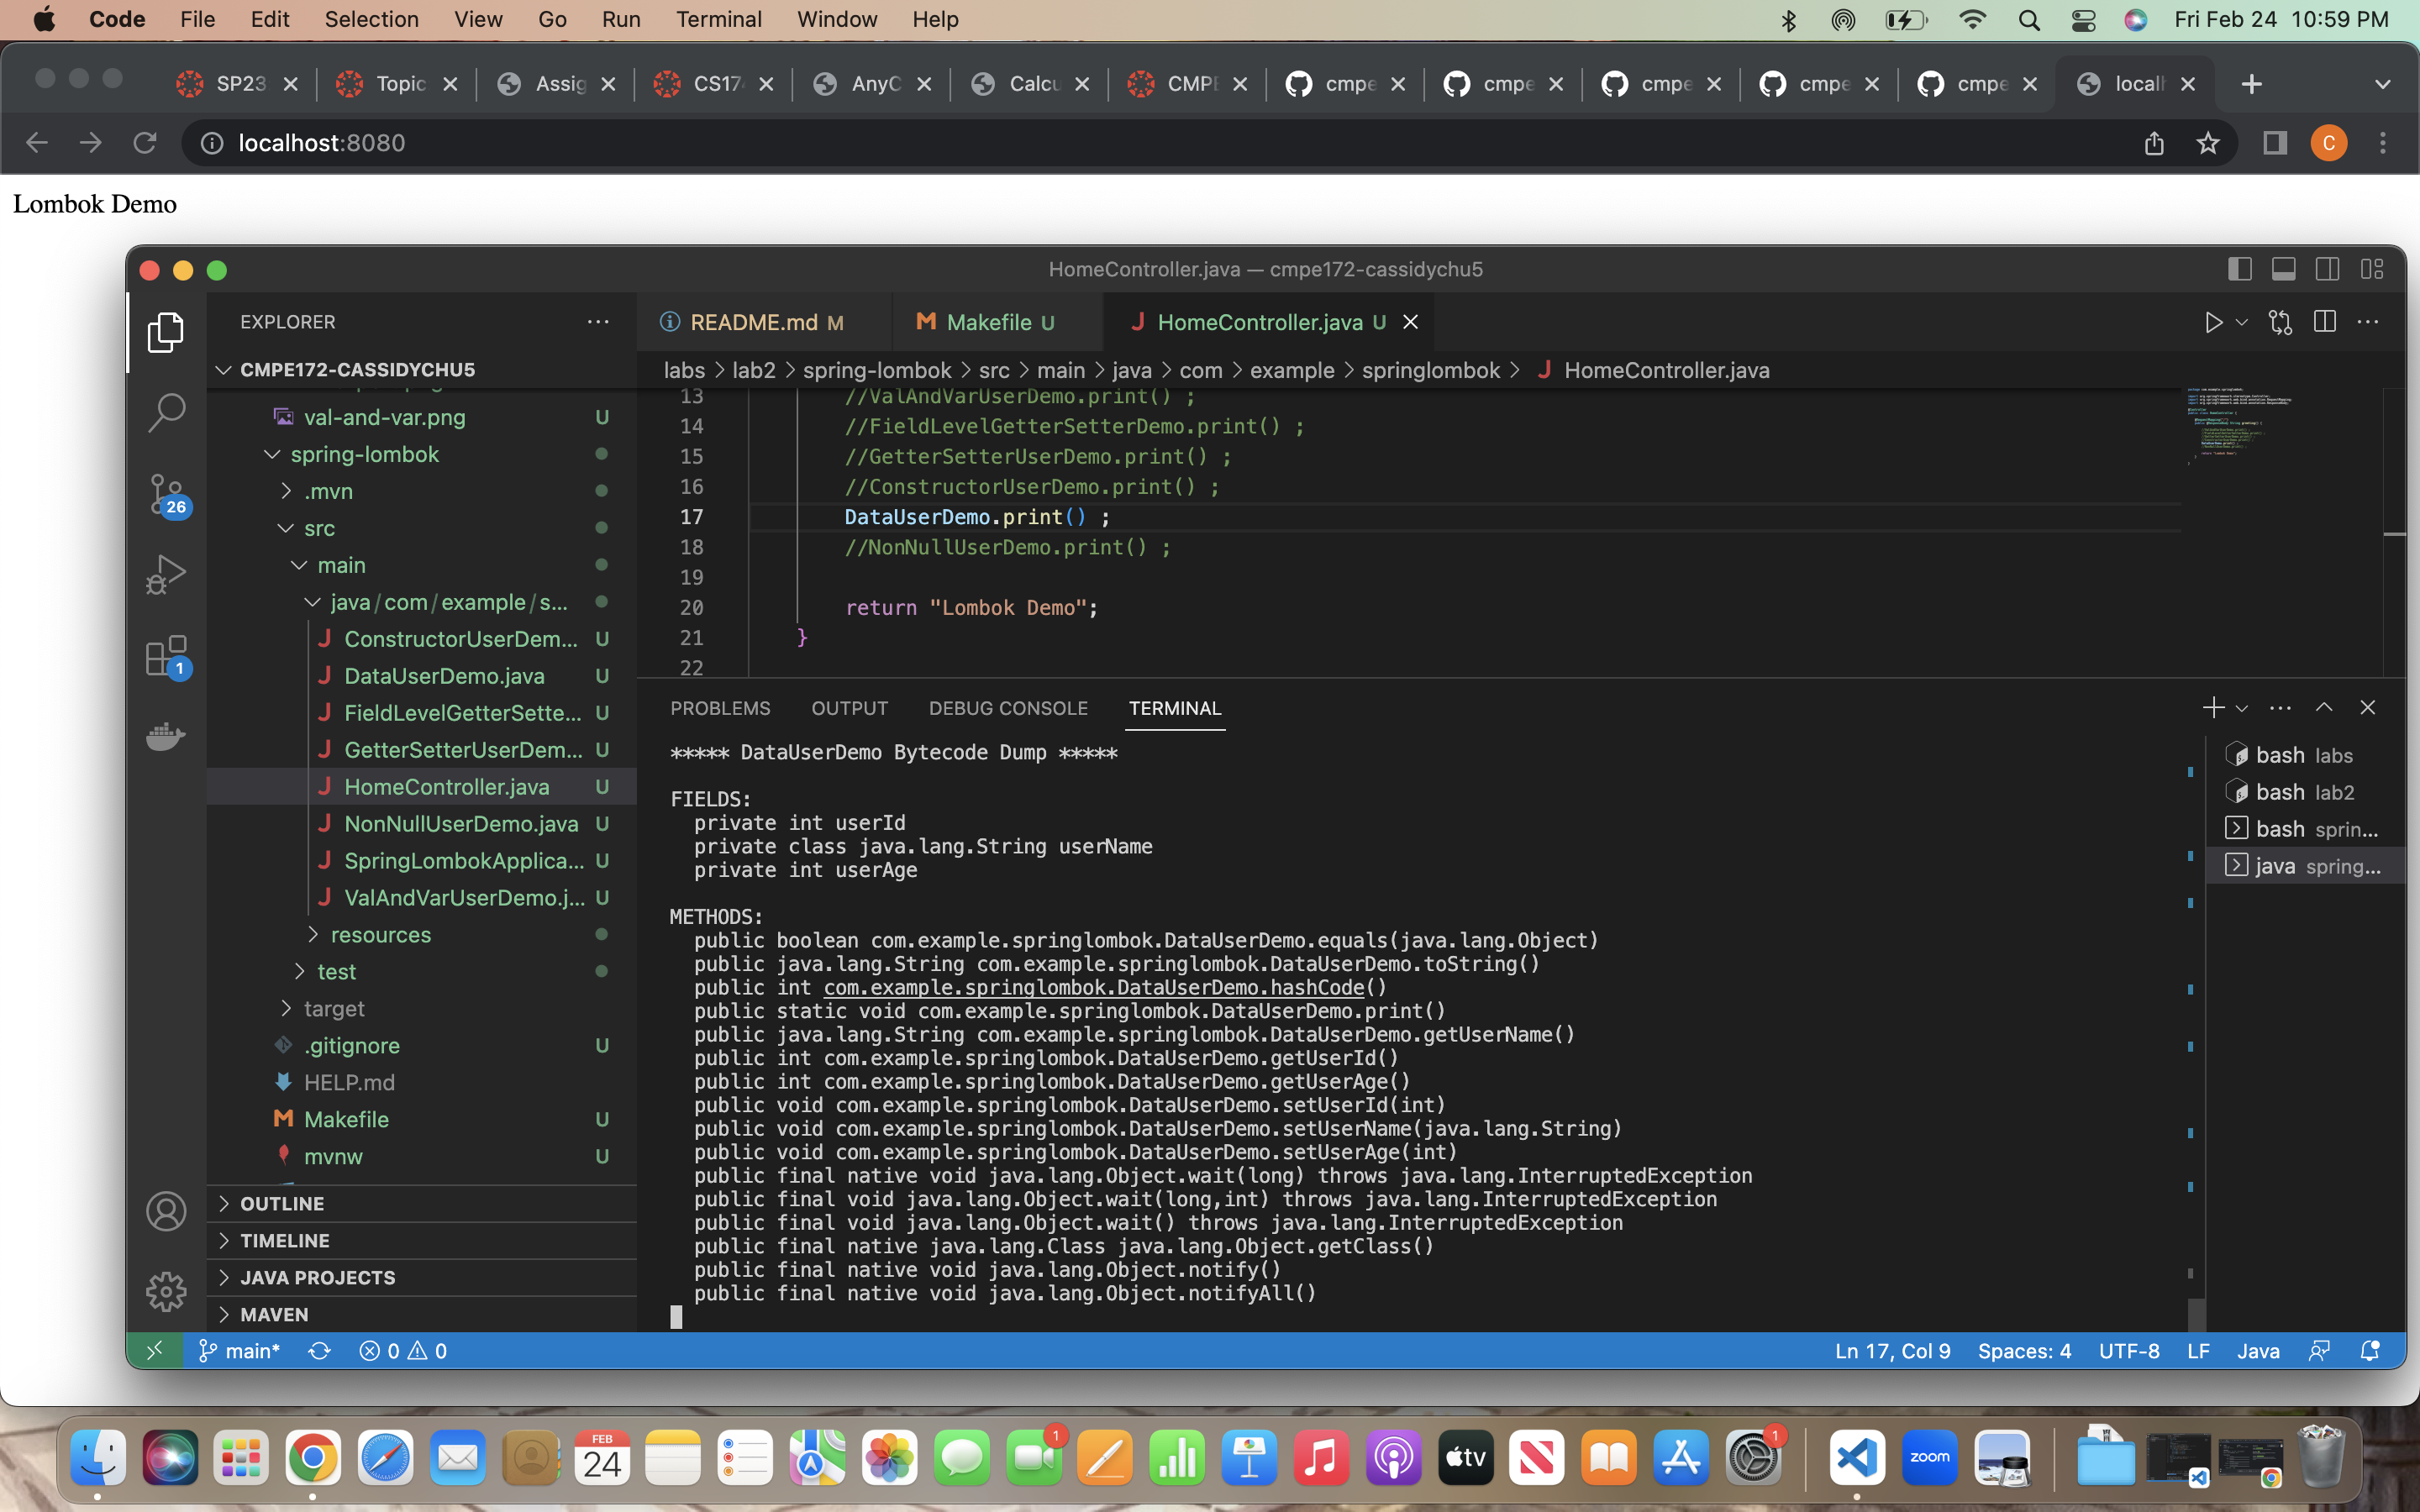 Code File Edit Selection View Go Run Terminal Window Help Fri Feb 24 10:59 PM
SP23 Topic Assig CS174 AnyC Calcu CMPE cmpe cmpe cmpe cmpe cmpe local
localhost:8080 C
Lombok Demo
HomeController.java — cmpe172-cassidychu5
EXPLORER
README.md M Makefile U HomeController.java U
CMPE172-CASSIDYCHU5
labs > lab2 > spring-lombok > src > main > java > com > example > springlombok > J HomeController.java
val-and-var.png U
spring-lombok
.mvn
src
main
java/com/example/s...
ConstructorUserDem... U
DataUserDemo.java U
FieldLevelGetterSette... U
GetterSetterUserDem... U
HomeController.java U
NonNullUserDemo.java U
SpringLombokApplica... U
ValAndVarUserDemo.j... U
resources
test
target
.gitignore U
HELP.md
Makefile U
mvnw U
OUTLINE
TIMELINE
JAVA PROJECTS
MAVEN
26
1
13 //ValAndVarUserDemo.print() ;
14 //FieldLevelGetterSetterDemo.print() ;
15 //GetterSetterUserDemo.print() ;
16 //ConstructorUserDemo.print() ;
17 DataUserDemo.print() ;
18 //NonNullUserDemo.print() ;
19
20 return "Lombok Demo";
21 }
22
PROBLEMS OUTPUT DEBUG CONSOLE TERMINAL
***** DataUserDemo Bytecode Dump *****
FIELDS:
private int userId
private class java.lang.String userName
private int userAge
METHODS:
public boolean com.example.springlombok.DataUserDemo.equals(java.lang.Object)
public java.lang.String com.example.springlombok.DataUserDemo.toString()
public int com.example.springlombok.DataUserDemo.hashCode()
public static void com.example.springlombok.DataUserDemo.print()
public java.lang.String com.example.springlombok.DataUserDemo.getUserName()
public int com.example.springlombok.DataUserDemo.getUserId()
public int com.example.springlombok.DataUserDemo.getUserAge()
public void com.example.springlombok.DataUserDemo.setUserId(int)
public void com.example.springlombok.DataUserDemo.setUserName(java.lang.String)
public void com.example.springlombok.DataUserDemo.setUserAge(int)
public final native void java.lang.Object.wait(long) throws java.lang.InterruptedException
public final void java.lang.Object.wait(long,int) throws java.lang.InterruptedException
public final void java.lang.Object.wait() throws java.lang.InterruptedException
public final native java.lang.Class java.lang.Object.getClass()
public final native void java.lang.Object.notify()
public final native void java.lang.Object.notifyAll()
bash labs
bash lab2
bash sprin...
java spring...
main* 0 0 Ln 17, Col 9 Spaces: 4 UTF-8 LF Java
FEB
24
1
tv
1
zoom